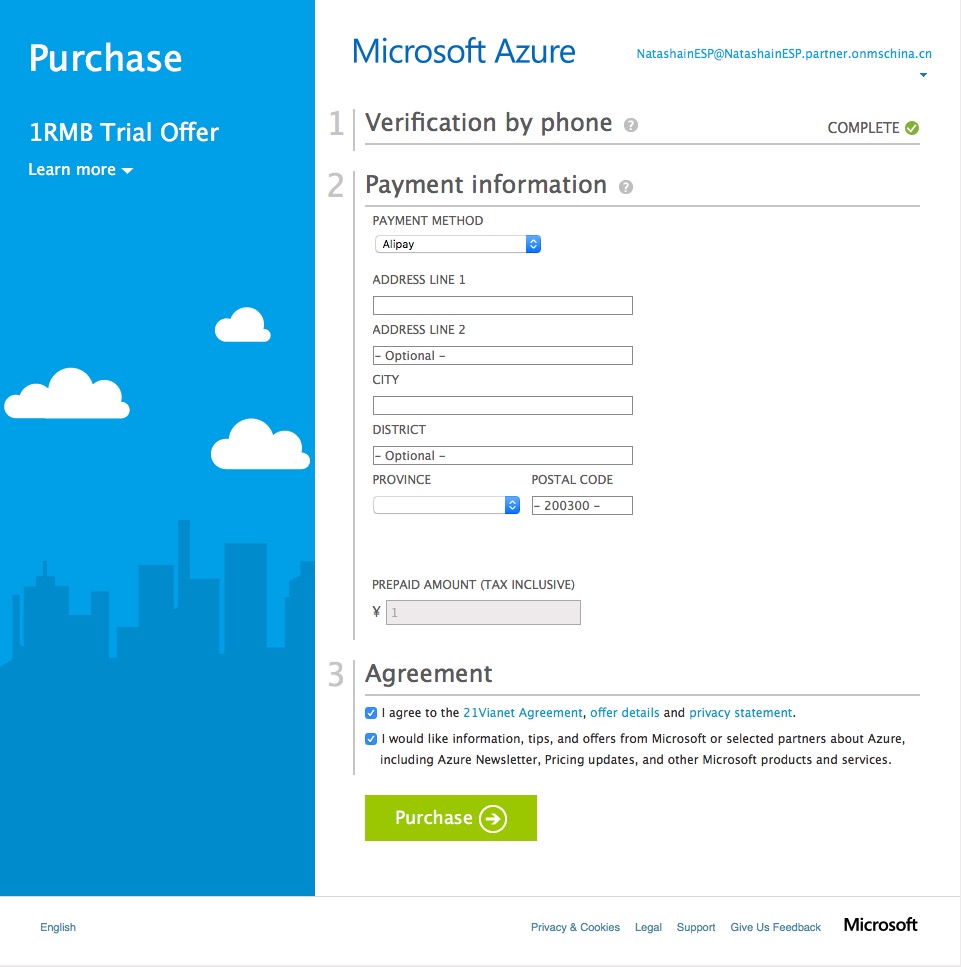 Purchase
1RMB Trial Offer
Learn more
Microsoft Azure
NatashainESP@NatashainESP.partner.onmschina.cn
1 Verification by phone ?
COMPLETE
2 Payment information ?
PAYMENT METHOD
Alipay
ADDRESS LINE 1
ADDRESS LINE 2
– Optional –
CITY
DISTRICT
– Optional –
PROVINCE POSTAL CODE
– 200300 –
PREPAID AMOUNT (TAX INCLUSIVE)
¥ 1
3 Agreement
I agree to the 21Vianet Agreement, offer details and privacy statement.
I would like information, tips, and offers from Microsoft or selected partners about Azure,
including Azure Newsletter, Pricing updates, and other Microsoft products and services.
Purchase
English
Privacy & Cookies Legal Support Give Us Feedback Microsoft